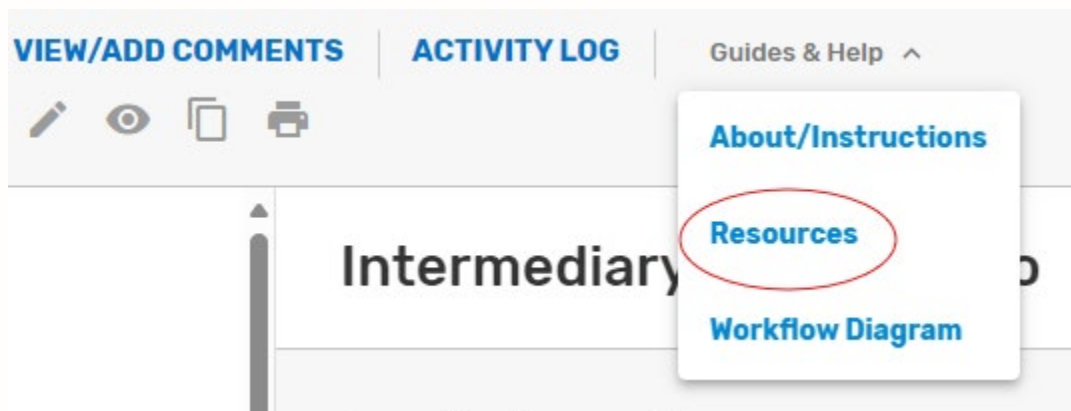 VIEW/ADD COMMENTS ACTIVITY LOG Guides & Help
About/Instructions
Resources
Intermediary
Workflow Diagram